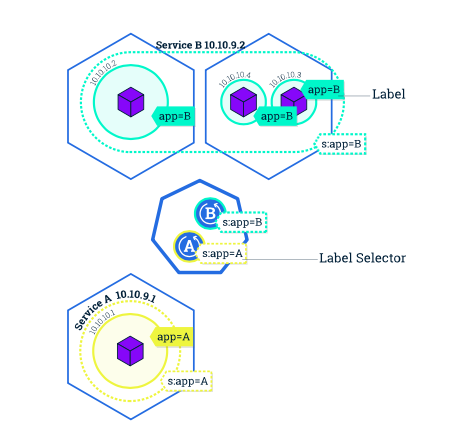 Service B 10.10.9.2
10.10.10.2
10.10.10.4
10.10.10.3
app=B
app=B
app=B
Label
s:app=B
B
s:app=B
A
s:app=A
Label Selector
Service A 10.10.9.1
10.10.10.1
app=A
s:app=A